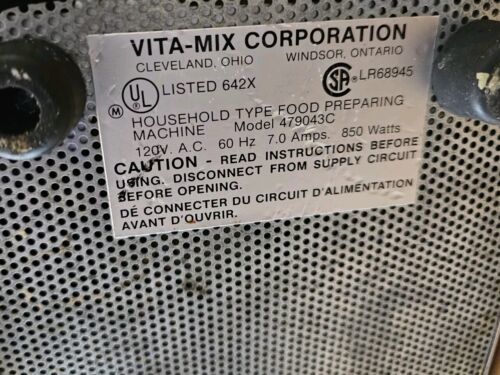 VITA-MIX CORPORATION
CLEVELAND, OHIO WINDSOR, ONTARIO
UL LISTED 642X SA LR68945
M
HOUSEHOLD TYPE FOOD PREPARING
MACHINE Model 479043C
120V. A.C. 60 Hz 7.0 Amps. 850 Watts
CAUTION - READ INSTRUCTIONS BEFORE
USING. DISCONNECT FROM SUPPLY CIRCUIT
BEFORE OPENING.
DÉ CONNECTER DU CIRCUIT D'ALIMENTATION
AVANT D'OUVRIR.